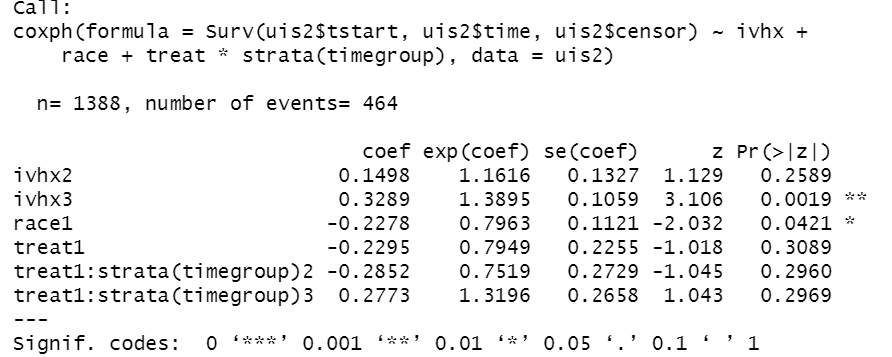 Call:
coxph(formula = Surv(uis2$tstart, uis2$time, uis2$censor) ~ ivhx +
    race + treat * strata(timegroup), data = uis2)

  n= 1388, number of events= 464

                              coef exp(coef) se(coef)      z Pr(>|z|)
ivhx2                       0.1498    1.1616   0.1327  1.129   0.2589
ivhx3                       0.3289    1.3895   0.1059  3.106   0.0019 **
race1                      -0.2278    0.7963   0.1121 -2.032   0.0421 *
treat1                     -0.2295    0.7949   0.2255 -1.018   0.3089
treat1:strata(timegroup)2 -0.2852    0.7519   0.2729 -1.045   0.2960
treat1:strata(timegroup)3  0.2773    1.3196   0.2658  1.043   0.2969
---
Signif. codes:  0 ‘***’ 0.001 ‘**’ 0.01 ‘*’ 0.05 ‘.’ 0.1 ‘ ’ 1